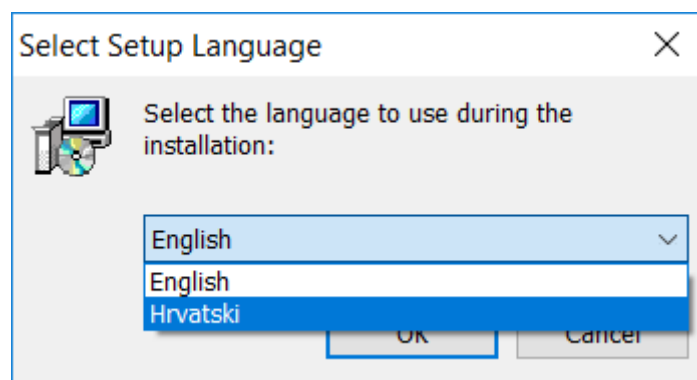 Select Setup Language
Select the language to use during the
installation:
English
English
Hrvatski
OK
Cancel